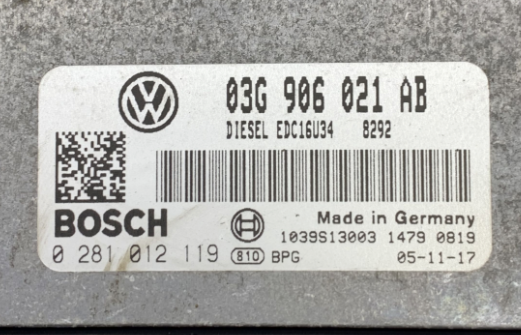 03G 906 021 AB
DIESEL EDC16U34 8292
BOSCH
Made in Germany
1039S13003 1479 0819
0 281 012 119 810 BPG 05-11-17